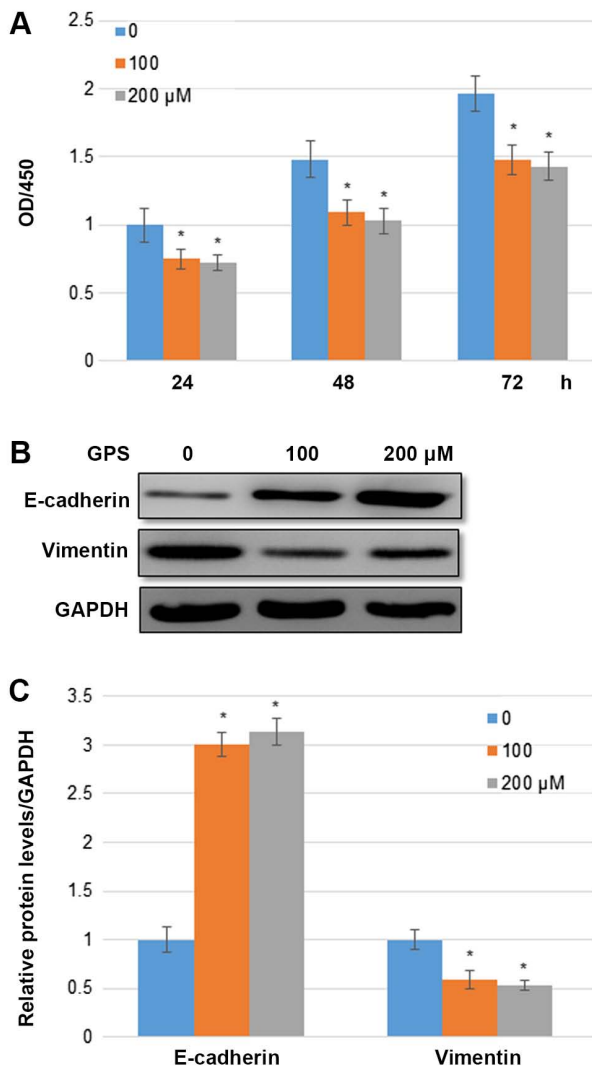 A
2.5
0
100
2
200 µM
*
*
1.5
*
*
OD/450
1
*
*
0.5
0
24
48
72
h
B
GPS
0
100
200 µM
E-cadherin
Vimentin
GAPDH
C
3.5
*
*
0
3
100
200 µM
2.5
2
Relative protein levels/GAPDH
1.5
1
*
*
0.5
0
E-cadherin
Vimentin